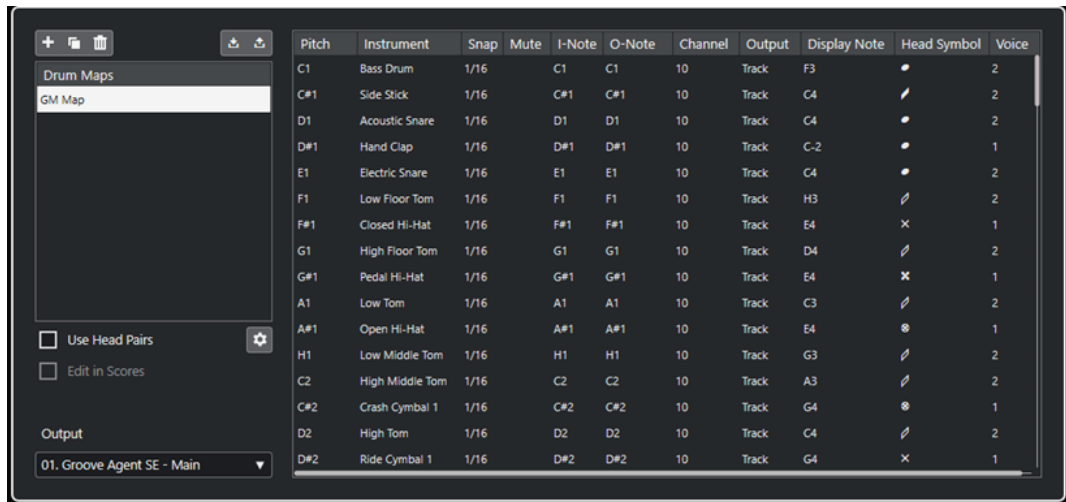 Pitch Instrument Snap Mute I-Note O-Note Channel Output Display Note Head Symbol Voice
Drum Maps
GM Map
C1 Bass Drum 1/16 C1 C1 10 Track F3 2
C#1 Side Stick 1/16 C#1 C#1 10 Track C4 2
D1 Acoustic Snare 1/16 D1 D1 10 Track C4 2
D#1 Hand Clap 1/16 D#1 D#1 10 Track C-2 1
E1 Electric Snare 1/16 E1 E1 10 Track C4 2
F1 Low Floor Tom 1/16 F1 F1 10 Track H3 2
F#1 Closed Hi-Hat 1/16 F#1 F#1 10 Track E4 1
G1 High Floor Tom 1/16 G1 G1 10 Track D4 2
G#1 Pedal Hi-Hat 1/16 G#1 G#1 10 Track E4 1
A1 Low Tom 1/16 A1 A1 10 Track C3 2
A#1 Open Hi-Hat 1/16 A#1 A#1 10 Track E4 1
H1 Low Middle Tom 1/16 H1 H1 10 Track G3 2
C2 High Middle Tom 1/16 C2 C2 10 Track A3 2
C#2 Crash Cymbal 1 1/16 C#2 C#2 10 Track G4 1
D2 High Tom 1/16 D2 D2 10 Track C4 2
D#2 Ride Cymbal 1 1/16 D#2 D#2 10 Track G4 1
Use Head Pairs
Edit in Scores
Output
01. Groove Agent SE - Main